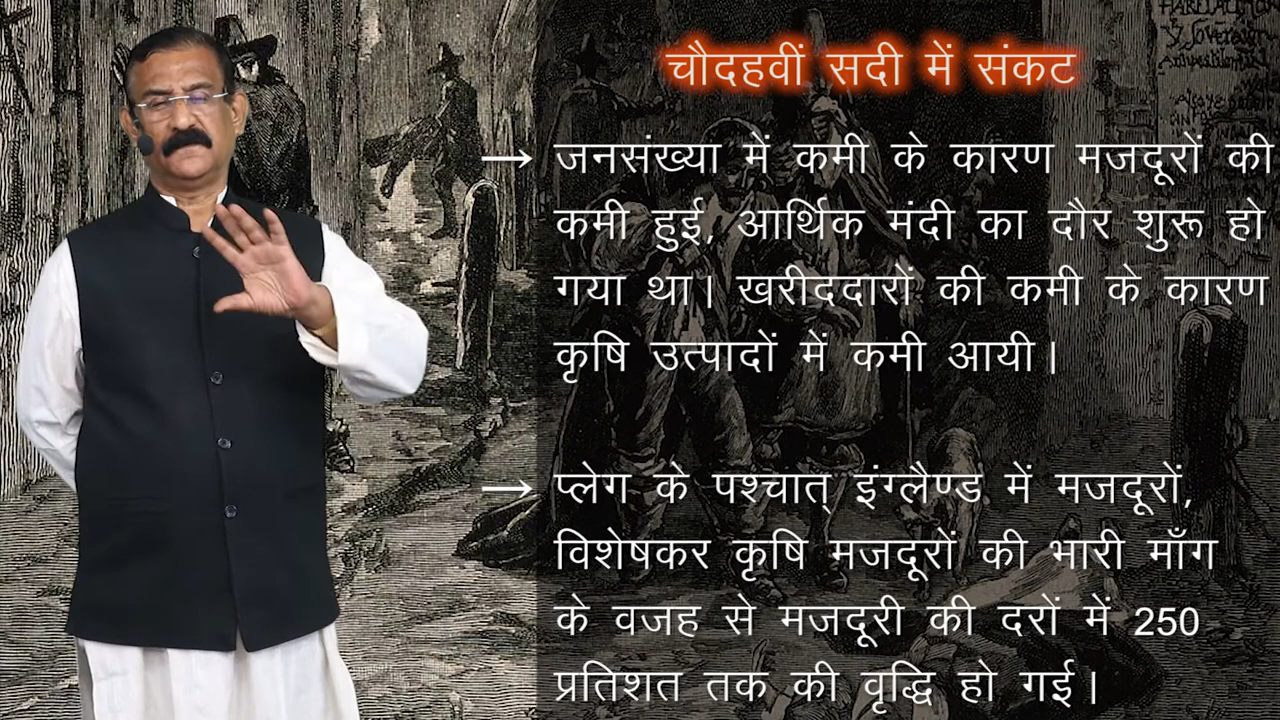 चौदहवीं सदी में संकट
→ जनसंख्या में कमी के कारण मजदूरों की
कमी हुई, आर्थिक मंदी का दौर शुरू हो
गया था। खरीददारों की कमी के कारण
कृषि उत्पादों में कमी आयी।
→ प्लेग के पश्चात् इंग्लैण्ड में मजदूरों,
विशेषकर कृषि मजदूरों की भारी माँग
के वजह से मजदूरी की दरों में 250
प्रतिशत तक की वृद्धि हो गई।